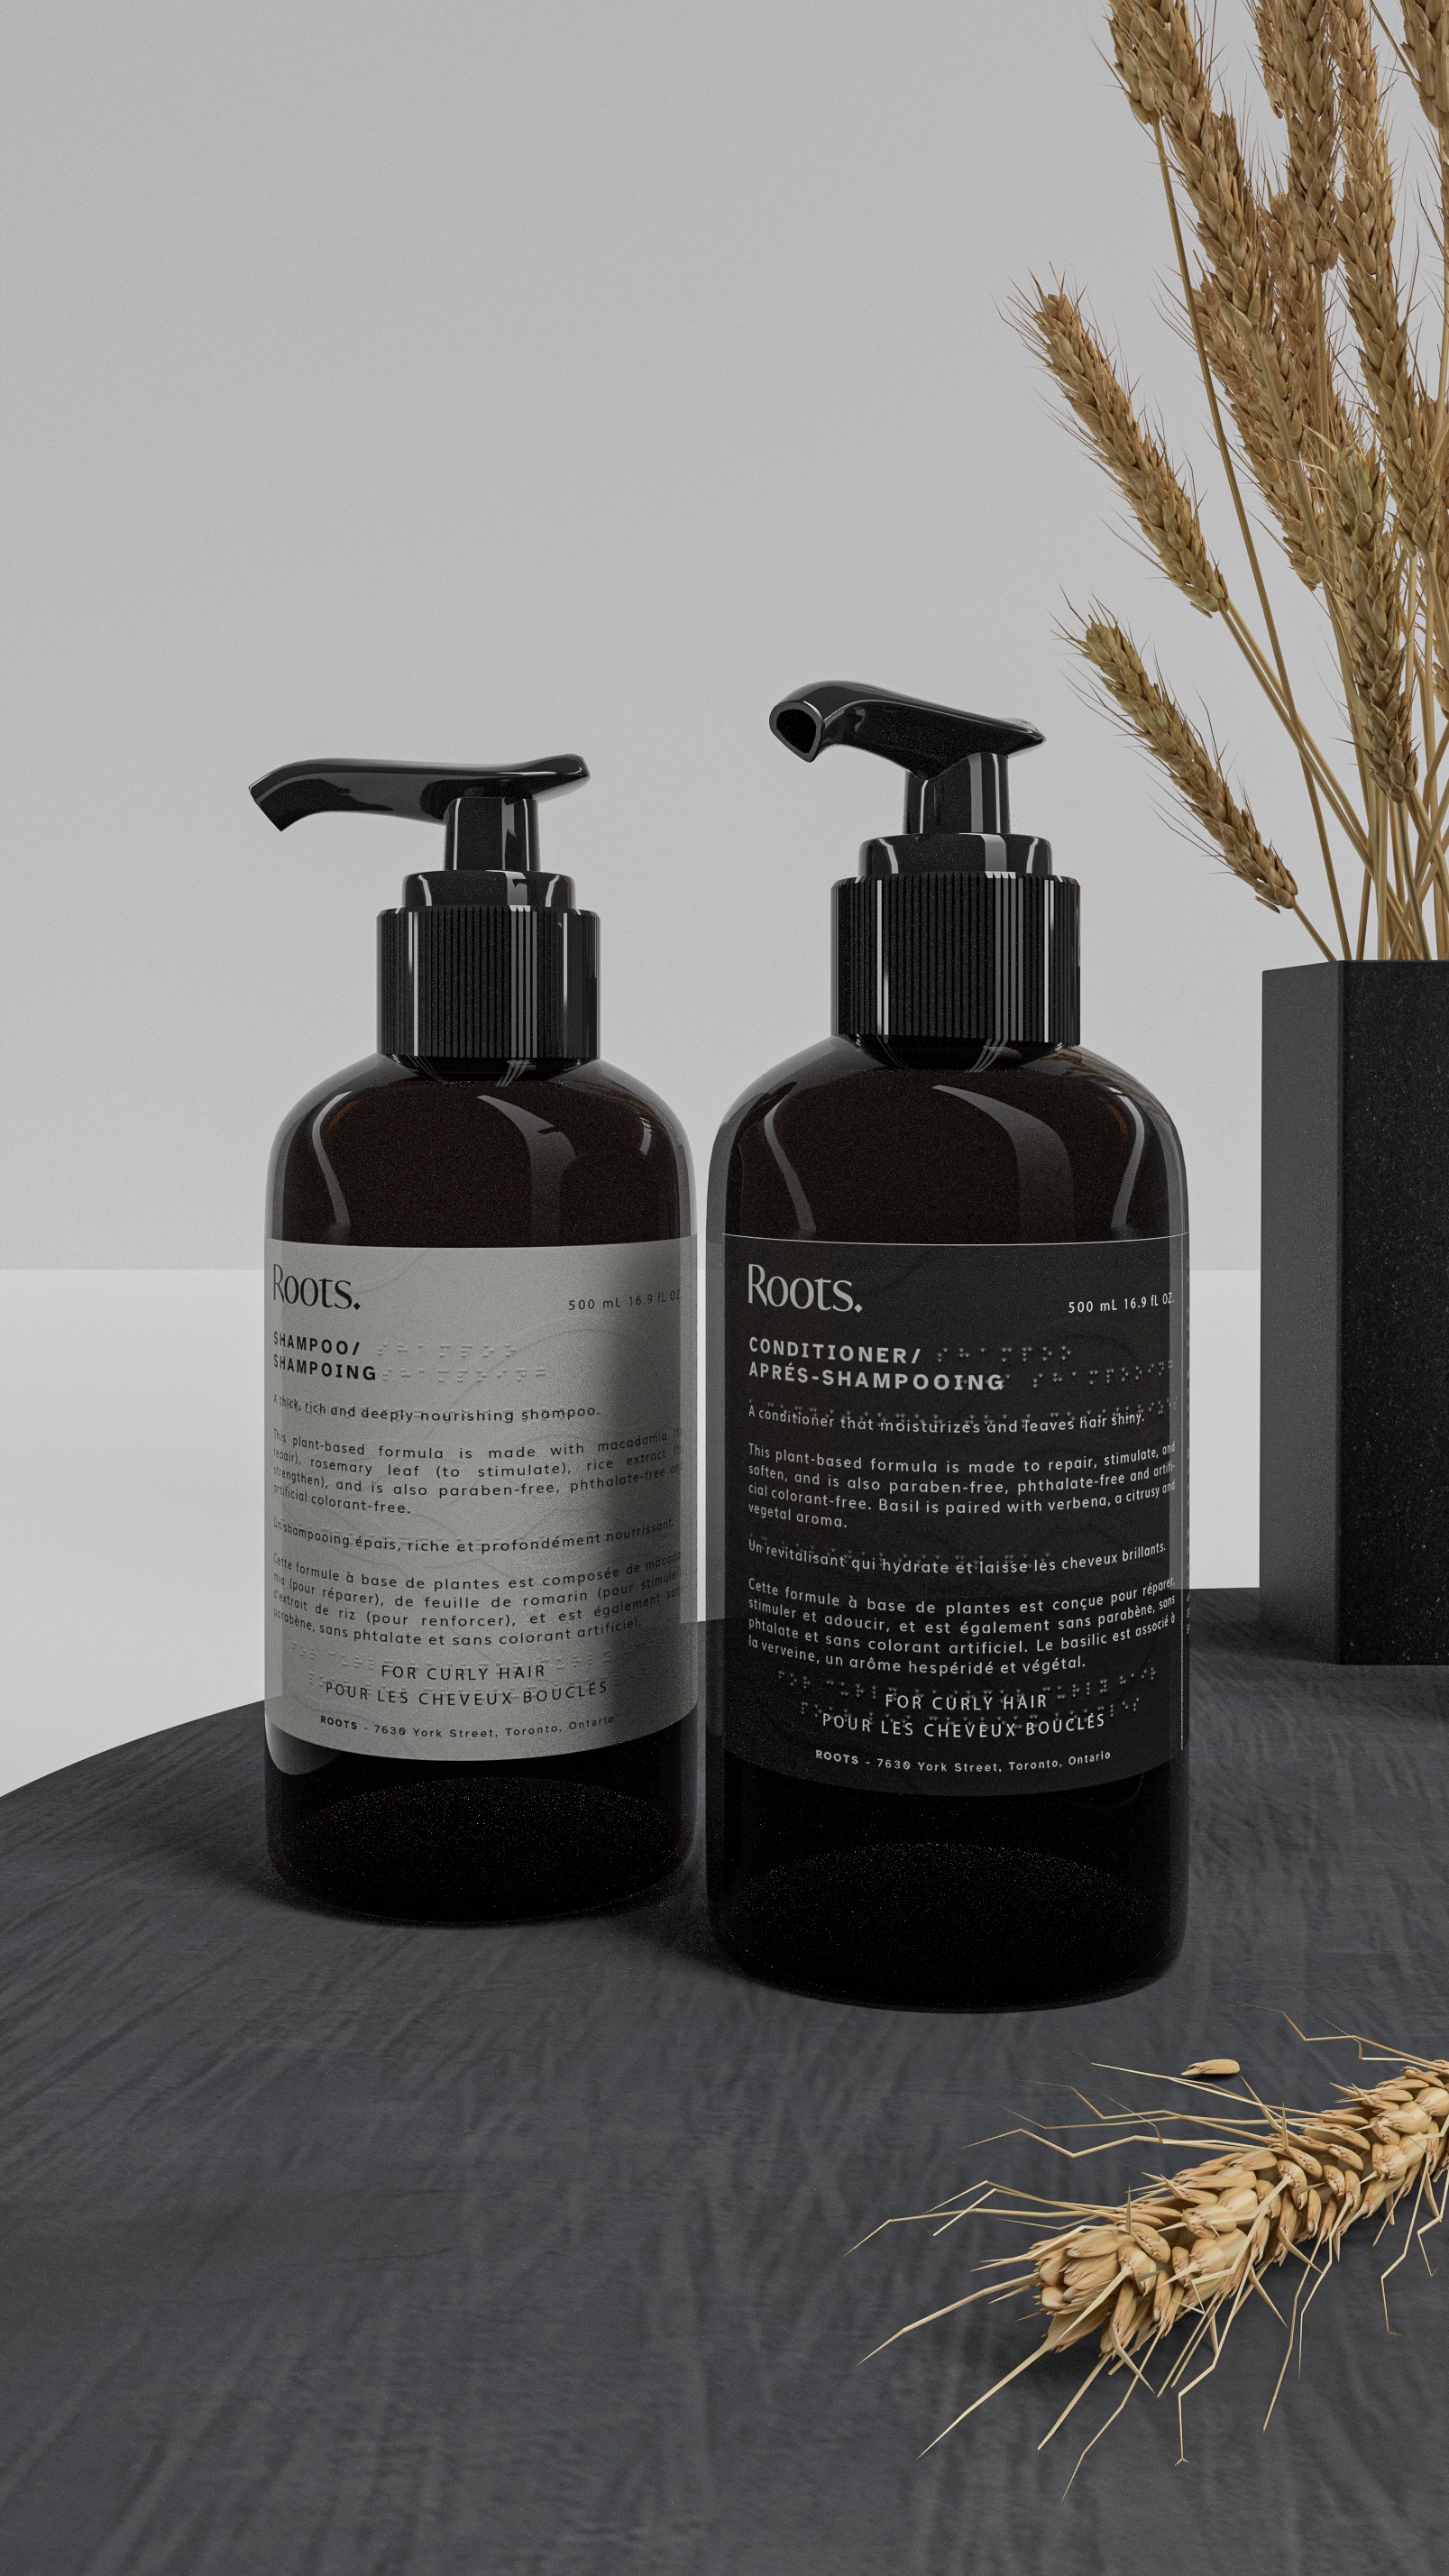 Roots.
500 mL 16.9 fL OZ.
SHAMPOO/
SHAMPOING
A thick, rich and deeply nourishing shampoo.
This plant-based formula is made with macadamia
repair), rosemary leaf (to stimulate), rice extract
strengthen), and is also paraben-free, phthalate-free
artificial colorant-free.
Un shampooing épais, riche et profondément nourrissant.
Cette formule à base de plantes est composée de macada-
mia (pour réparer), de feuille de romarin (pour stimuler
d'extrait de riz (pour renforcer), et est également sans
parabène, sans phtalate et sans colorant artificiel.
FOR CURLY HAIR
POUR LES CHEVEUX BOUCLÉS
ROOTS - 7630 York Street, Toronto, Ontario
Roots.
500 mL 16.9 fL OZ.
CONDITIONER/
APRÉS-SHAMPOOING
A conditioner that moisturizes and leaves hair shiny.
This plant-based formula is made to repair, stimulate, and
soften, and is also paraben-free, phthalate-free and artifi-
cial colorant-free. Basil is paired with verbena, a citrusy and
vegetal aroma.
Un revitalisant qui hydrate et laisse les cheveux brillants.
Cette formule à base de plantes est conçue pour réparer,
stimuler et adoucir, et est également sans parabène, sans
phtalate et sans colorant artificiel. Le basilic est associé à
la verveine, un arôme hespéridé et végétal.
FOR CURLY HAIR
POUR LES CHEVEUX BOUCLÉS
ROOTS - 7630 York Street, Toronto, Ontario